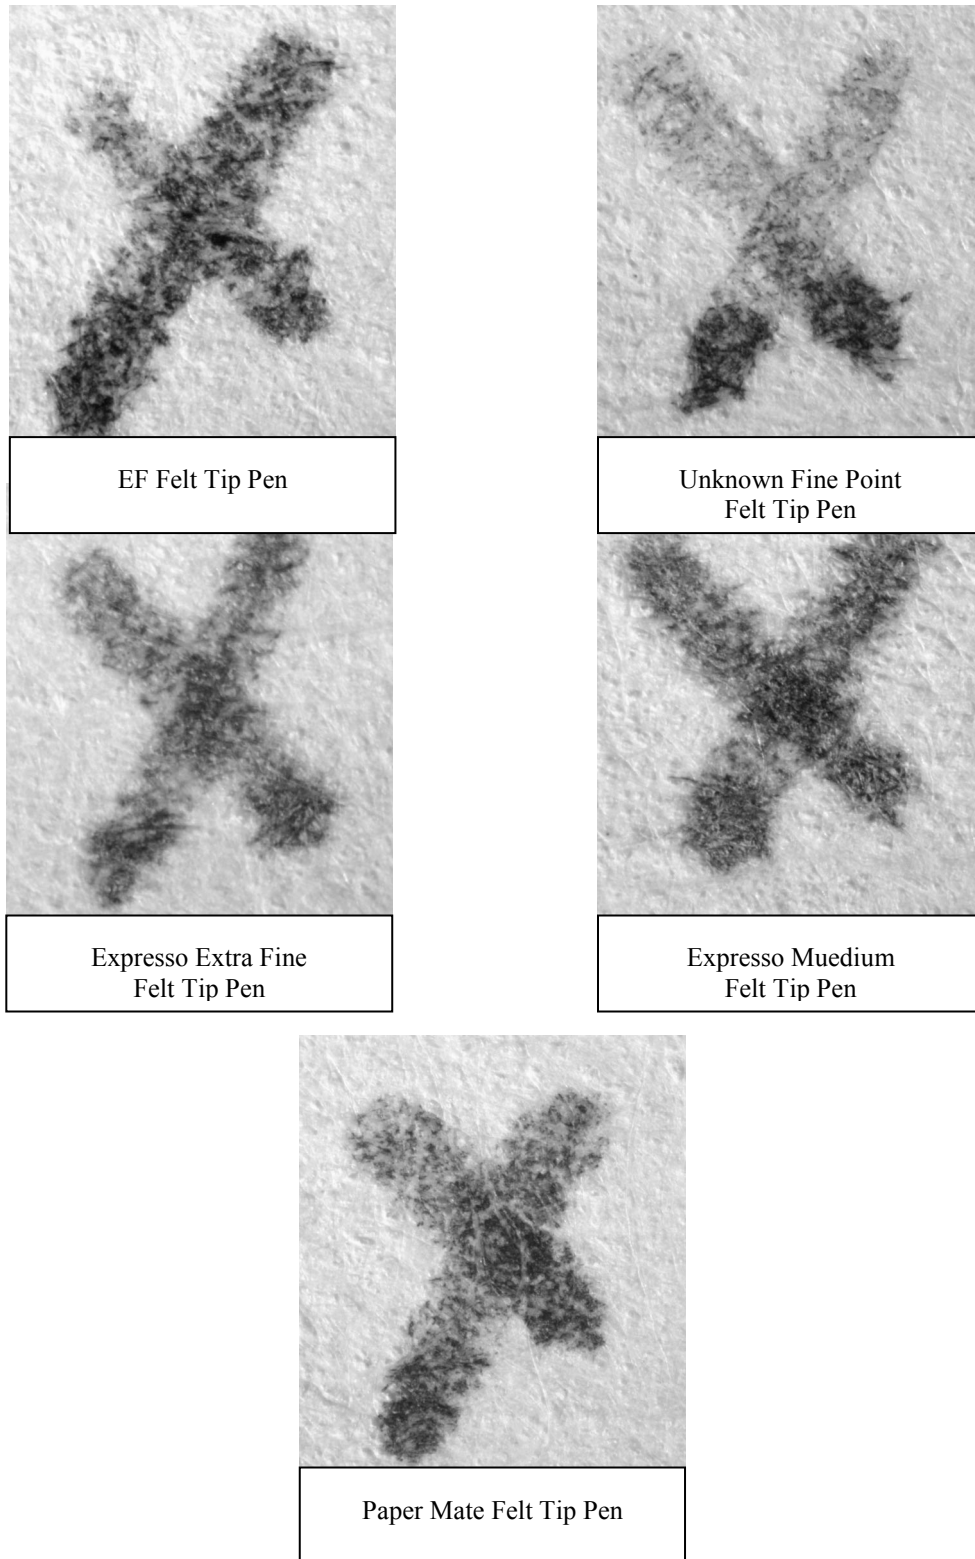 EF Felt Tip Pen
Unknown Fine Point
Felt Tip Pen
Expresso Extra Fine
Felt Tip Pen
Expresso Muedium
Felt Tip Pen
Paper Mate Felt Tip Pen